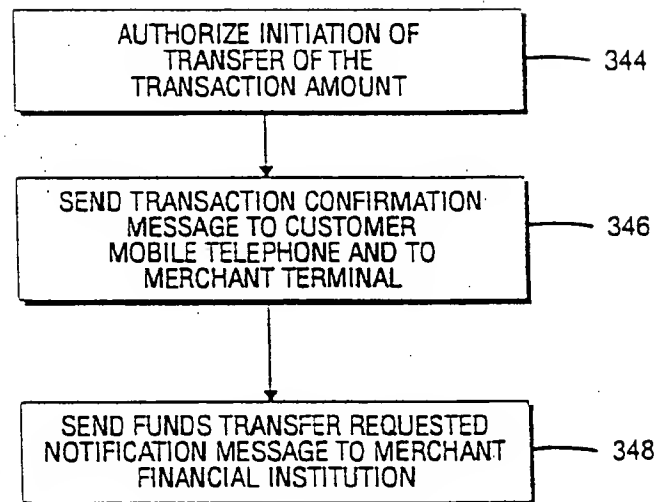 AUTHORIZE INITIATION OF
TRANSFER OF THE
TRANSACTION AMOUNT
344
SEND TRANSACTION CONFIRMATION
MESSAGE TO CUSTOMER
MOBILE TELEPHONE AND TO
MERCHANT TERMINAL
346
SEND FUNDS TRANSFER REQUESTED
NOTIFICATION MESSAGE TO MERCHANT
FINANCIAL INSTITUTION
348